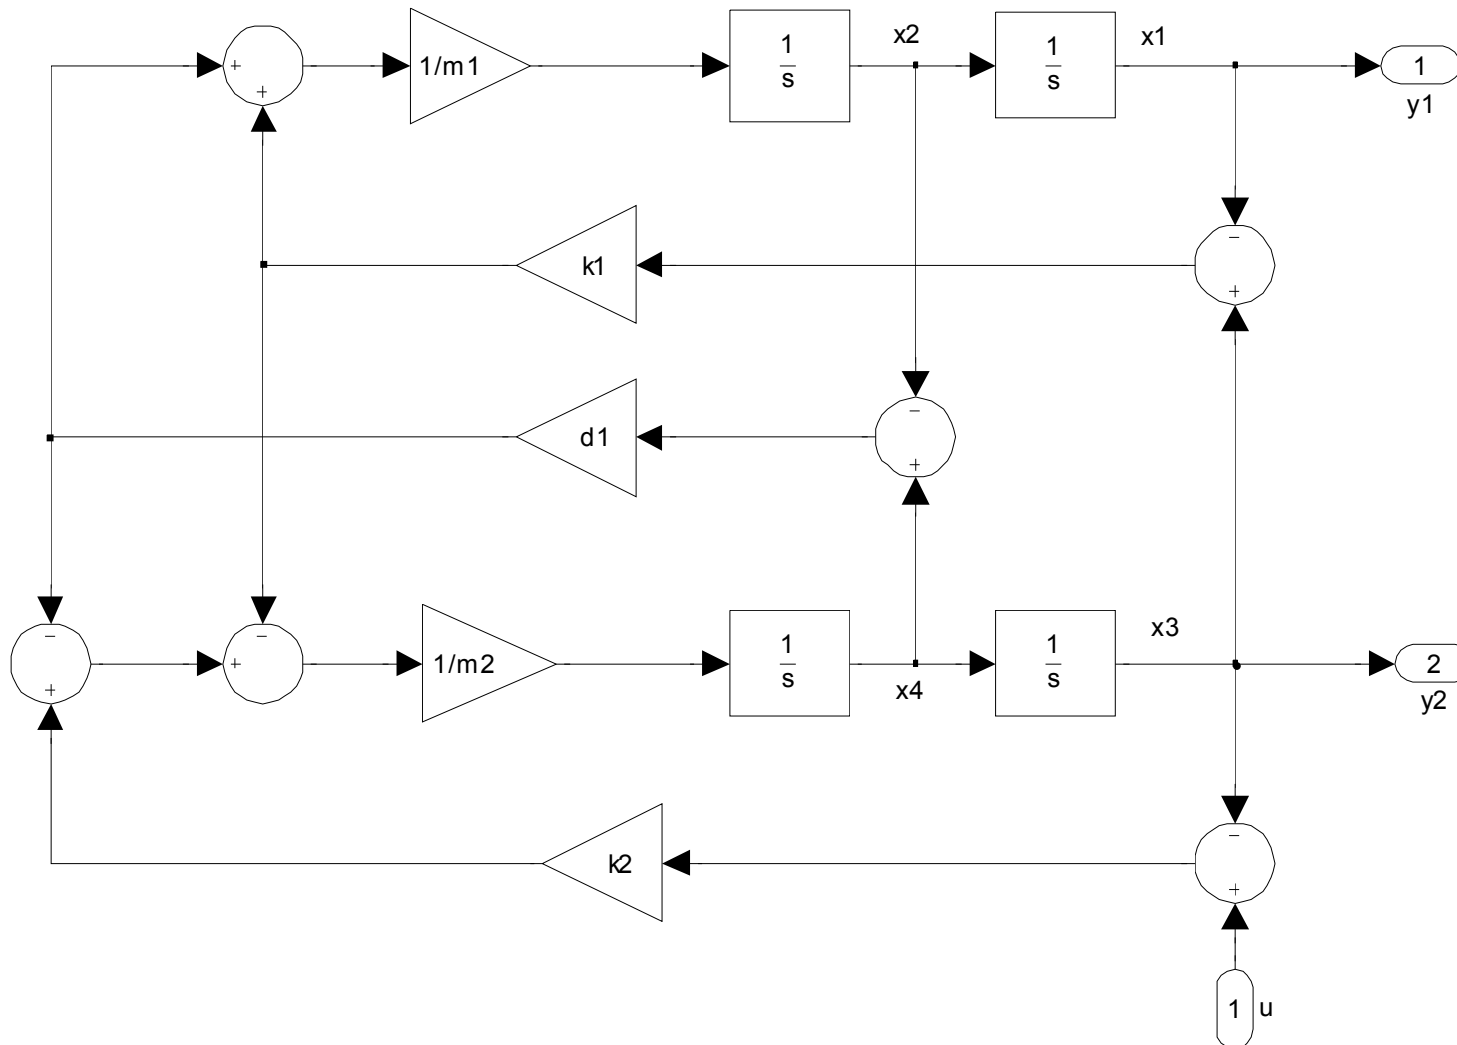 x2
x1
+
+
1/m1
1
s
1
s
1
y1
k1
−
+
d1
−
+
−
+
−
+
1/m2
1
s
x4
1
s
x3
2
y2
k2
−
+
1
u